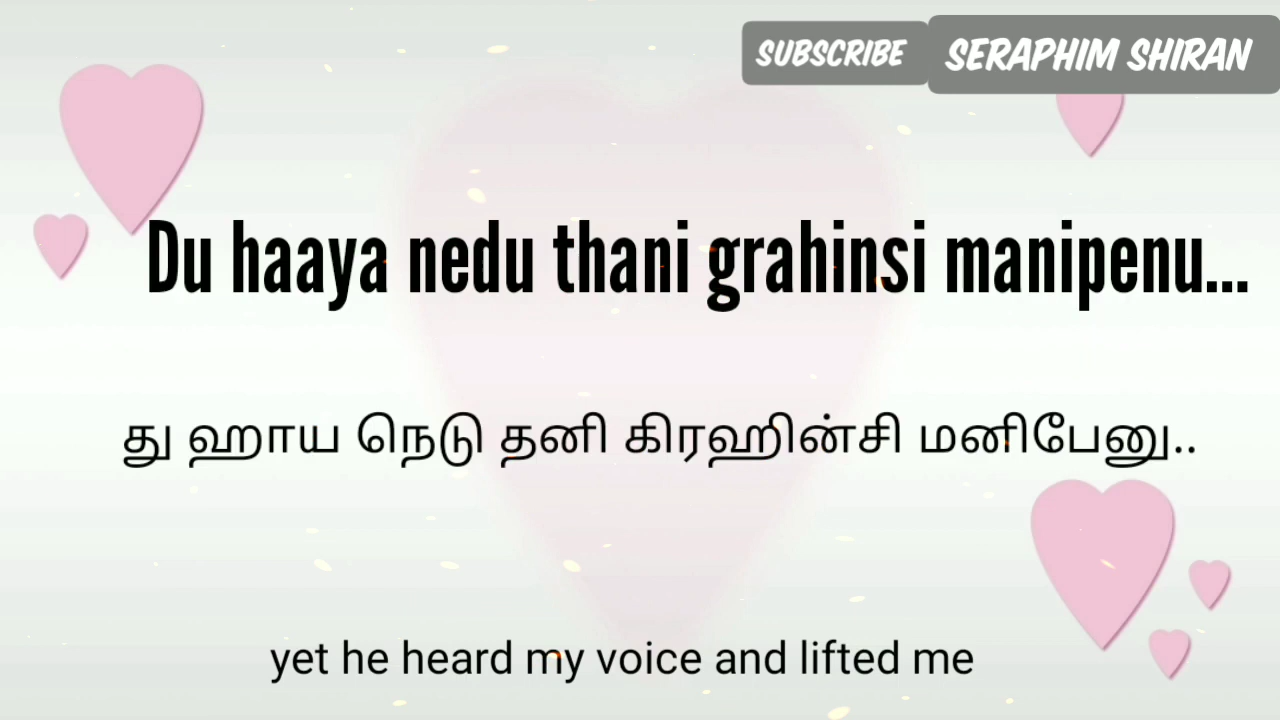 SUBSCRIBE SERAPHIM SHIRAN
Du haaya nedu thani grahinsi manipenu...
து ஹாய நெடு தனி கிரஹின்சி மனிபேனு..
yet he heard my voice and lifted me